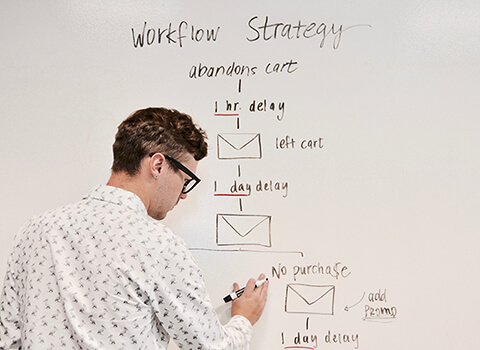 Workflow Strategy
abandons cart
1 hr. delay
left cart
1 day delay
No purchase
add
promo
1 day delay